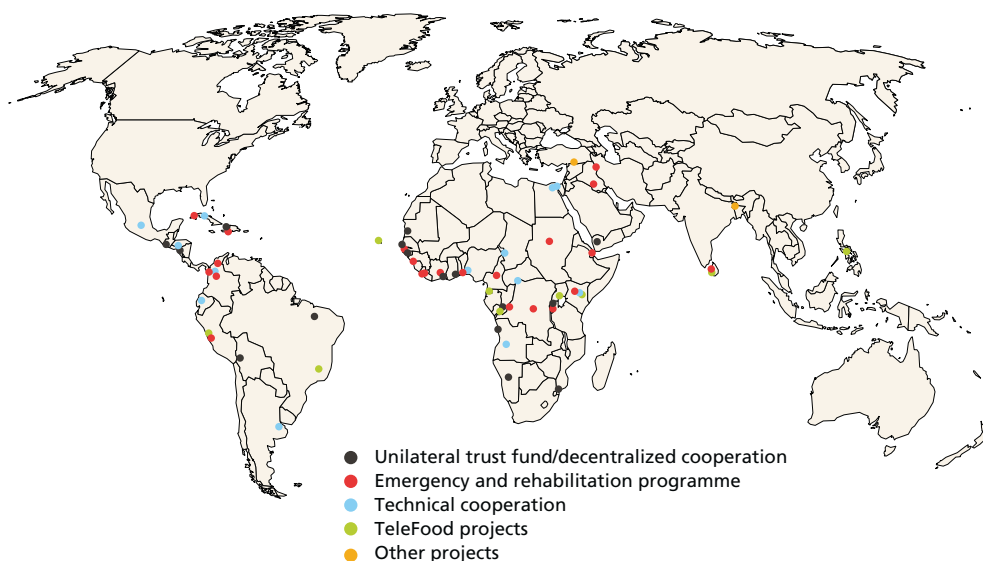 Unilateral trust fund/decentralized cooperation
Emergency and rehabilitation programme
Technical cooperation
TeleFood projects
Other projects